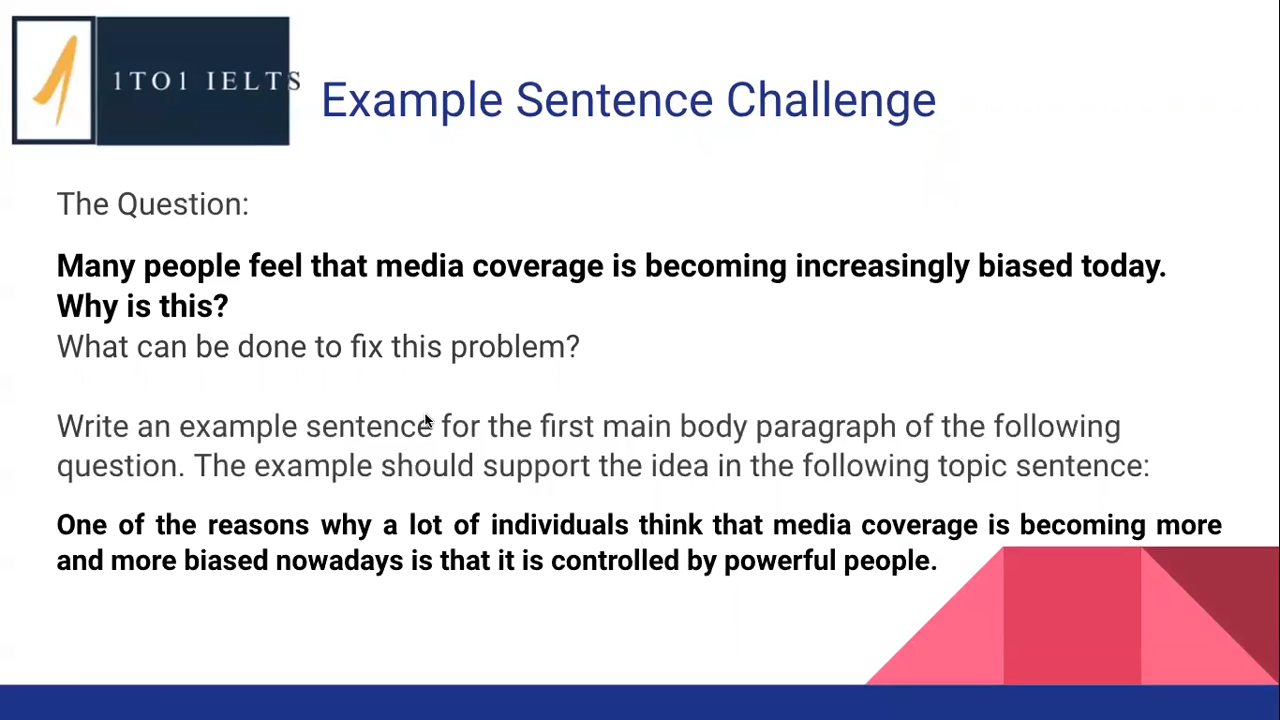 1TO1 IELTS
Example Sentence Challenge
The Question:
Many people feel that media coverage is becoming increasingly biased today.
Why is this?
What can be done to fix this problem?
Write an example sentence for the first main body paragraph of the following
question. The example should support the idea in the following topic sentence:
One of the reasons why a lot of individuals think that media coverage is becoming more
and more biased nowadays is that it is controlled by powerful people.